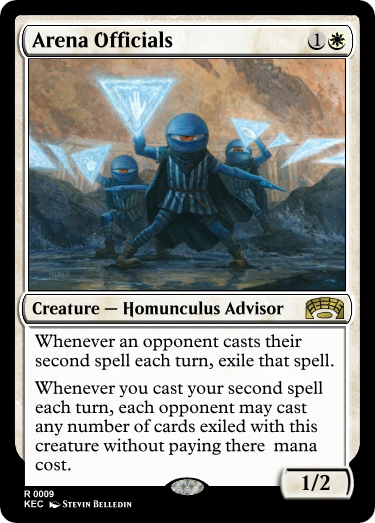 Arena Officials
1
Creature — Homunculus Advisor
Whenever an opponent casts their
second spell each turn, exile that spell.
Whenever you cast your second spell
each turn, each opponent may cast
any number of cards exiled with this
creature without paying there  mana
cost.
1/2
R 0009
KEC Stevin Belledin